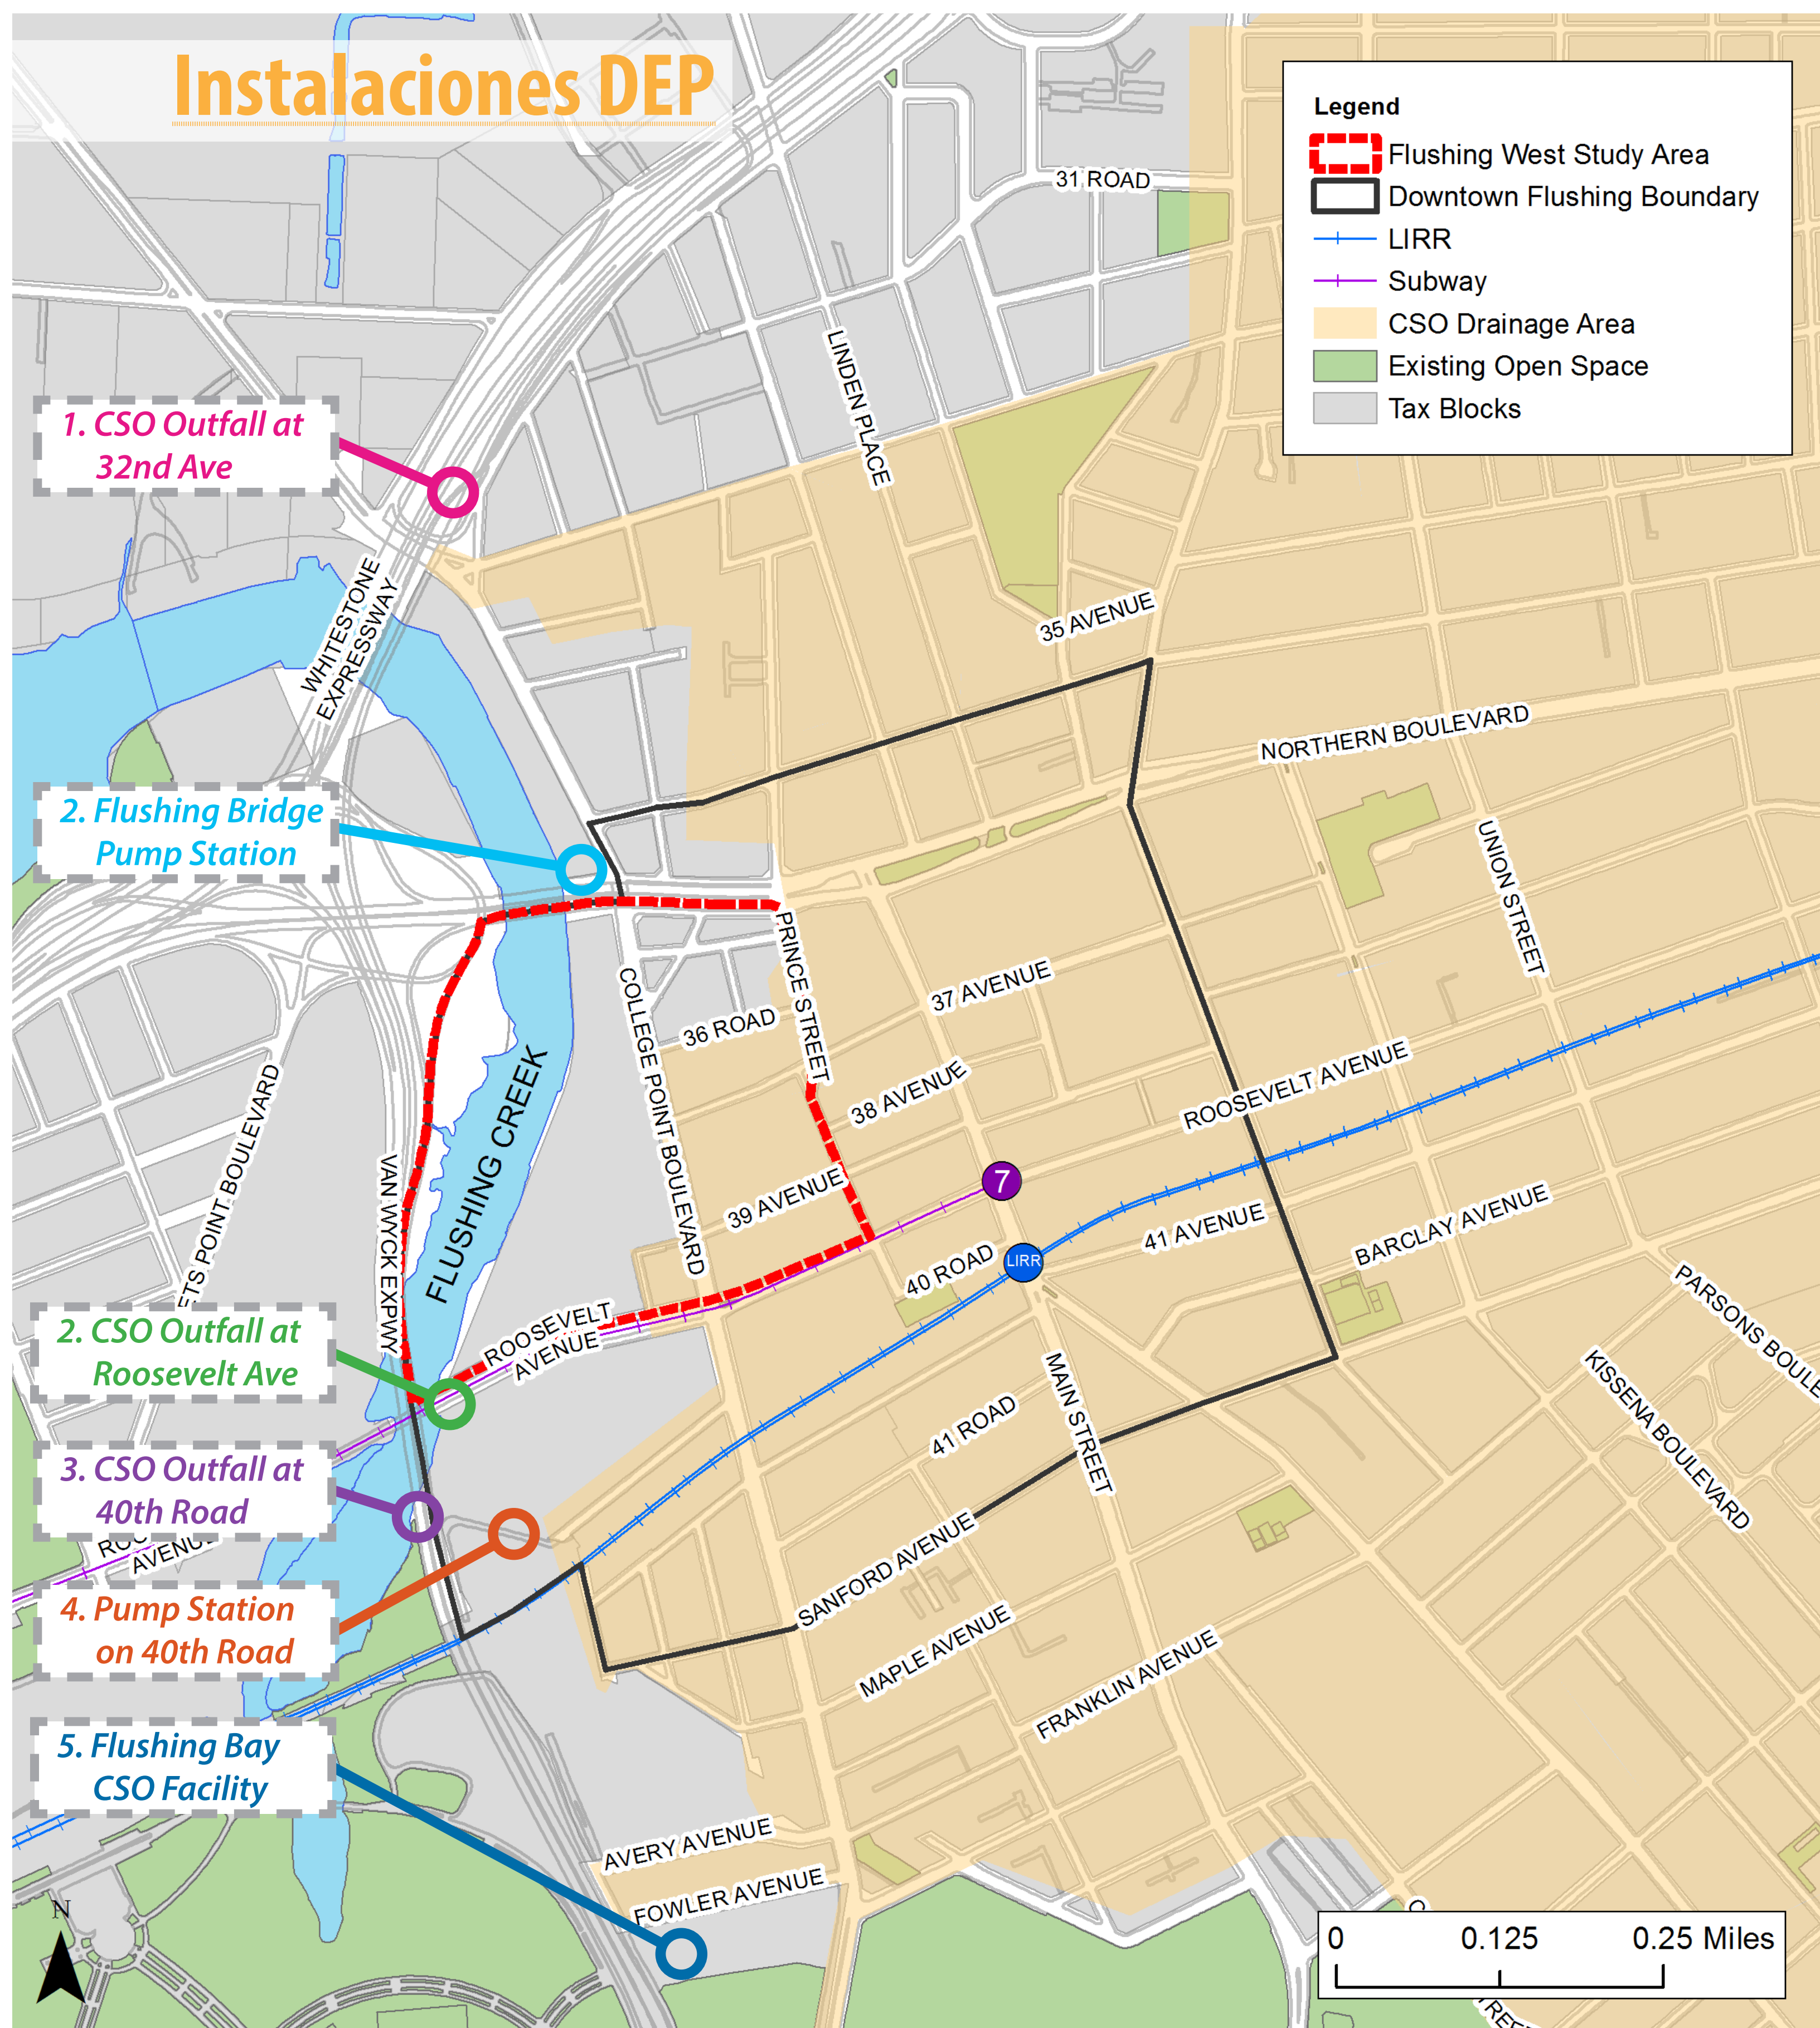 Instalaciones DEP
Legend
Flushing West Study Area
Downtown Flushing Boundary
LIRR
Subway
CSO Drainage Area
Existing Open Space
Tax Blocks
31 ROAD
LINDEN PLACE
1. CSO Outfall at
32nd Ave
WHITESTONE
EXPRESSWAY
35 AVENUE
NORTHERN BOULEVARD
2. Flushing Bridge
Pump Station
UNION STREET
PRINCE STREET
COLLEGE POINT BOULEVARD
37 AVENUE
36 ROAD
38 AVENUE
ROOSEVELT AVENUE
FLUSHING CREEK
ETS POINT BOULEVARD
VAN WYCK EXPWY
39 AVENUE
7
41 AVENUE
40 ROAD
LIRR
BARCLAY AVENUE
PARSONS BOULE
2. CSO Outfall at
Roosevelt Ave
ROOSEVELT
AVENUE
MAIN STREET
KISSENA BOULEVARD
41 ROAD
3. CSO Outfall at
40th Road
ROO
AVENUE
SANFORD AVENUE
4. Pump Station
on 40th Road
MAPLE AVENUE
FRANKLIN AVENUE
5. Flushing Bay
CSO Facility
AVERY AVENUE
FOWLER AVENUE
N
0 0.125 0.25 Miles